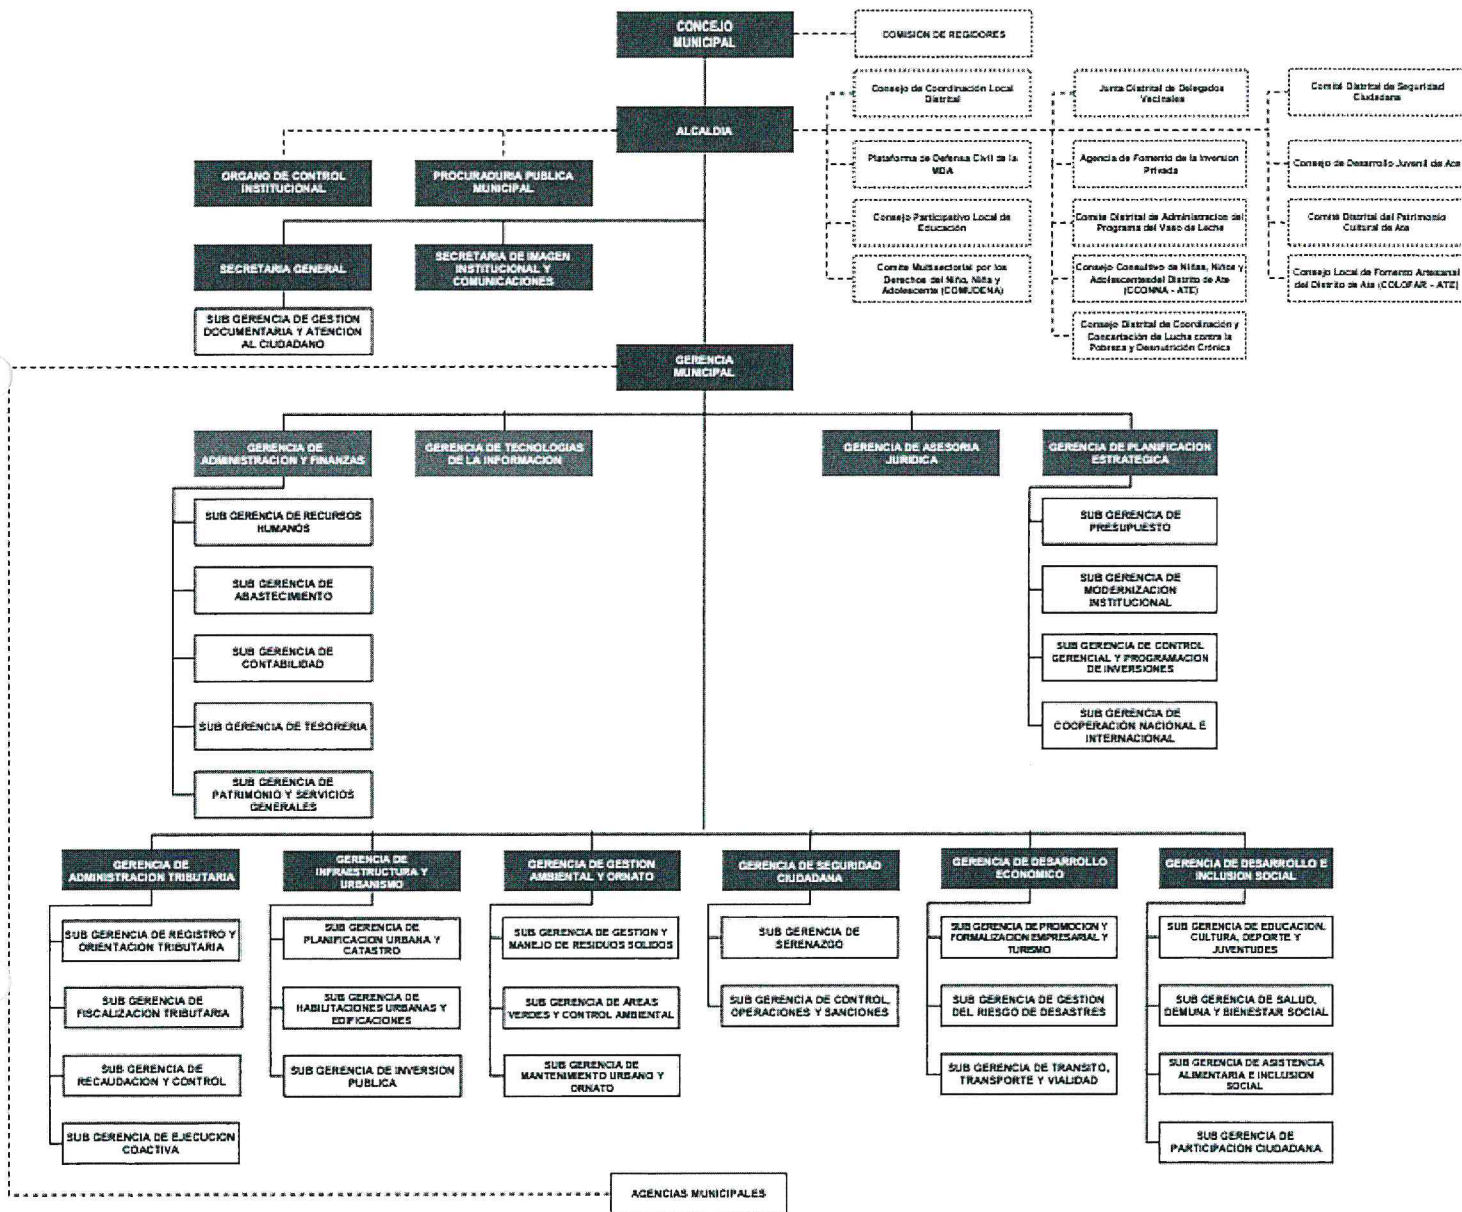 CONCEJO
MUNICIPAL
COMISION DE REGIDORES
Consejo de Coordinación Local
Distrital
Junta Distrital de Delegados
Vecinales
Comité Distrital de Seguridad
Ciudadana
ALCALDIA
Plataforma de Defensa Civil de la
MDA
Agencia de Fomento de la Inversion
Privada
Consejo de Desarrollo Juvenil de Ate
ORGANO DE CONTROL
INSTITUCIONAL
PROCURADURIA PUBLICA
MUNICIPAL
Consejo Participativo Local de
Educación
Comité Distrital de Administracion del
Programa del Vaso de Leche
Comité Distrital del Patrimonio
Cultural de Ate
SECRETARIA GENERAL
SECRETARIA DE IMAGEN
INSTITUCIONAL Y
COMUNICACIONES
Comite Multisectorial por los
Derechos del Niño, Niña y
Adolescente (COMUDENA)
Consejo Consultivo de Niñas, Niños y
Adolescentes del Distrito de Ate
(CCONNA - ATE)
Consejo Local de Fomento Artesanal
del Distrito de Ate (COLOFAR - ATE)
SUB GERENCIA DE GESTION
DOCUMENTARIA Y ATENCION
AL CIUDADANO
Consejo Distrital de Coordinación y
Concertación de Lucha contra la
Pobreza y Desnutrición Crónica
GERENCIA
MUNICIPAL
GERENCIA DE
ADMINISTRACION Y FINANZAS
GERENCIA DE TECNOLOGIAS
DE LA INFORMACION
GERENCIA DE ASESORIA
JURIDICA
GERENCIA DE PLANIFICACION
ESTRATEGICA
SUB GERENCIA DE RECURSOS
HUMANOS
SUB GERENCIA DE
ABASTECIMIENTO
SUB GERENCIA DE
CONTABILIDAD
SUB GERENCIA DE TESORERIA
SUB GERENCIA DE
PATRIMONIO Y SERVICIOS
GENERALES
SUB GERENCIA DE
PRESUPUESTO
SUB GERENCIA DE
MODERNIZACION
INSTITUCIONAL
SUB GERENCIA DE CONTROL
GERENCIAL Y PROGRAMACION
DE INVERSIONES
SUB GERENCIA DE
COOPERACION NACIONAL E
INTERNACIONAL
GERENCIA DE
ADMINISTRACION TRIBUTARIA
SUB GERENCIA DE REGISTRO Y
ORIENTACION TRIBUTARIA
SUB GERENCIA DE
FISCALIZACION TRIBUTARIA
SUB GERENCIA DE
RECAUDACION Y CONTROL
SUB GERENCIA DE EJECUCION
COACTIVA
GERENCIA DE
INFRAESTRUCTURA Y
URBANISMO
SUB GERENCIA DE
PLANIFICACION URBANA Y
CATASTRO
SUB GERENCIA DE
HABILITACIONES URBANAS Y
EDIFICACIONES
SUB GERENCIA DE INVERSION
PUBLICA
GERENCIA DE GESTION
AMBIENTAL Y ORNATO
SUB GERENCIA DE GESTION Y
MANEJO DE RESIDUOS SOLIDOS
SUB GERENCIA DE AREAS
VERDES Y CONTROL AMBIENTAL
SUB GERENCIA DE
MANTENIMIENTO URBANO Y
ORNATO
GERENCIA DE SEGURIDAD
CIUDADANA
SUB GERENCIA DE
SERENAZGO
SUB GERENCIA DE CONTROL,
OPERACIONES Y SANCIONES
GERENCIA DE DESARROLLO
ECONOMICO
SUB GERENCIA DE PROMOCION Y
FORMALIZACION EMPRESARIAL Y
TURISMO
SUB GERENCIA DE GESTION
DEL RIESGO DE DESASTRES
SUB GERENCIA DE TRANSITO,
TRANSPORTE Y VIALIDAD
GERENCIA DE DESARROLLO E
INCLUSION SOCIAL
SUB GERENCIA DE EDUCACION,
CULTURA, DEPORTE Y
JUVENTUDES
SUB GERENCIA DE SALUD,
DEMUNA Y BIENESTAR SOCIAL
SUB GERENCIA DE ASISTENCIA
ALIMENTARIA E INCLUSION
SOCIAL
SUB GERENCIA DE
PARTICIPACION CIUDADANA
AGENCIAS MUNICIPALES